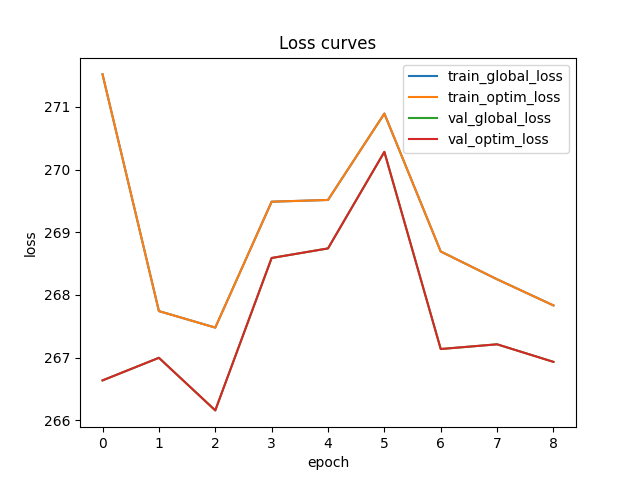 Loss curves
train_global_loss
train_optim_loss
val_global_loss
val_optim_loss
271
270
269
268
267
266
loss
0 1 2 3 4 5 6 7 8
epoch